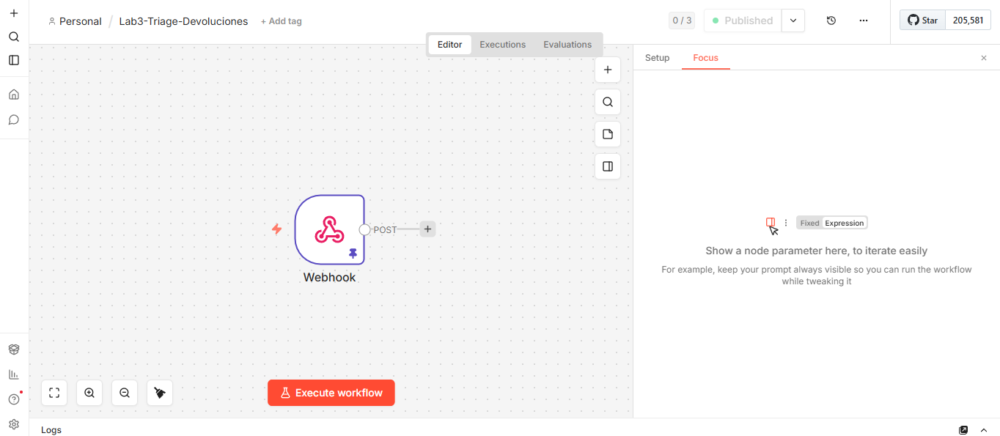 Personal / Lab3-Triage-Devoluciones + Add tag
0 / 3
Published
Star 205,581
Editor Executions Evaluations
Setup Focus
POST
Webhook
Fixed Expression
Show a node parameter here, to iterate easily
For example, keep your prompt always visible so you can run the workflow
while tweaking it
Execute workflow
Logs